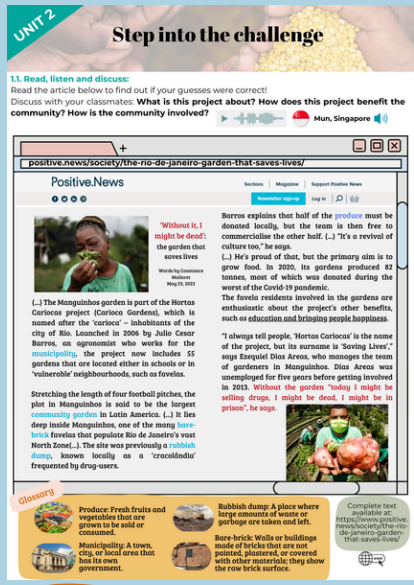 UNIT 2
Step into the challenge
1.1. Read, listen and discuss:
Read the article below to find out if your guesses were correct!
Discuss with your classmates: What is this project about? How does this project benefit the
community? How is the community involved?
Mun, Singapore
+
positive.news/society/the-rio-de-janeiro-garden-that-saves-lives/
Positive.News
Sections
Magazine
Support Positive News
Newsletter sign-up
Log in
'Without it, I
might be dead':
the garden that
saves lives
Words by Constance
Malleret
May 23, 2022
(...) The Manguinhos garden is part of the Hortas
Cariocas project (Carioca Gardens), which is
named after the 'carioca' – inhabitants of the
city of Rio. Launched in 2006 by Julio Cesar
Barros, an agronomist who works for the
municipality, the project now includes 55
gardens that are located either in schools or in
'vulnerable' neighbourhoods, such as favelas.
Stretching the length of four football pitches, the
plot in Manguinhos is said to be the largest
community garden in Latin America. (...) It lies
deep inside Manguinhos, one of the many bare-
brick favelas that populate Rio de Janeiro's vast
North Zone(...). The site was previously a rubbish
dump, known locally as a 'cracolândia'
frequented by drug-users.
Barros explains that half of the produce must be
donated locally, but the team is then free to
commercialise the other half. (...) "It's a revival of
culture too," he says.
(...) He's proud of that, but the primary aim is to
grow food. In 2020, its gardens produced 82
tonnes, most of which was donated during the
worst of the Covid-19 pandemic.
The favela residents involved in the gardens are
enthusiastic about the project's other benefits,
such as education and bringing people happiness.
"I always tell people, 'Hortas Cariocas' is the name
of the project, but its surname is 'Saving Lives',"
says Ezequiel Dias Areas, who manages the team
of gardeners in Manguinhos. Dias Areas was
unemployed for five years before getting involved
in 2013. Without the garden "today I might be
selling drugs, I might be dead, I might be in
prison", he says.
Glossary
Produce: Fresh fruits and
vegetables that are
grown to be sold or
consumed.
Municipality: A town,
city, or local area that
has its own
government.
Rubbish dump: A place where
large amounts of waste or
garbage are taken and left.
Bare-brick: Walls or buildings
made of bricks that are not
painted, plastered, or covered
with other materials; they show
the raw brick surface.
Complete text
available at:
https://www.positive.
news/society/the-rio-
de-janeiro-garden-
that-saves-lives/